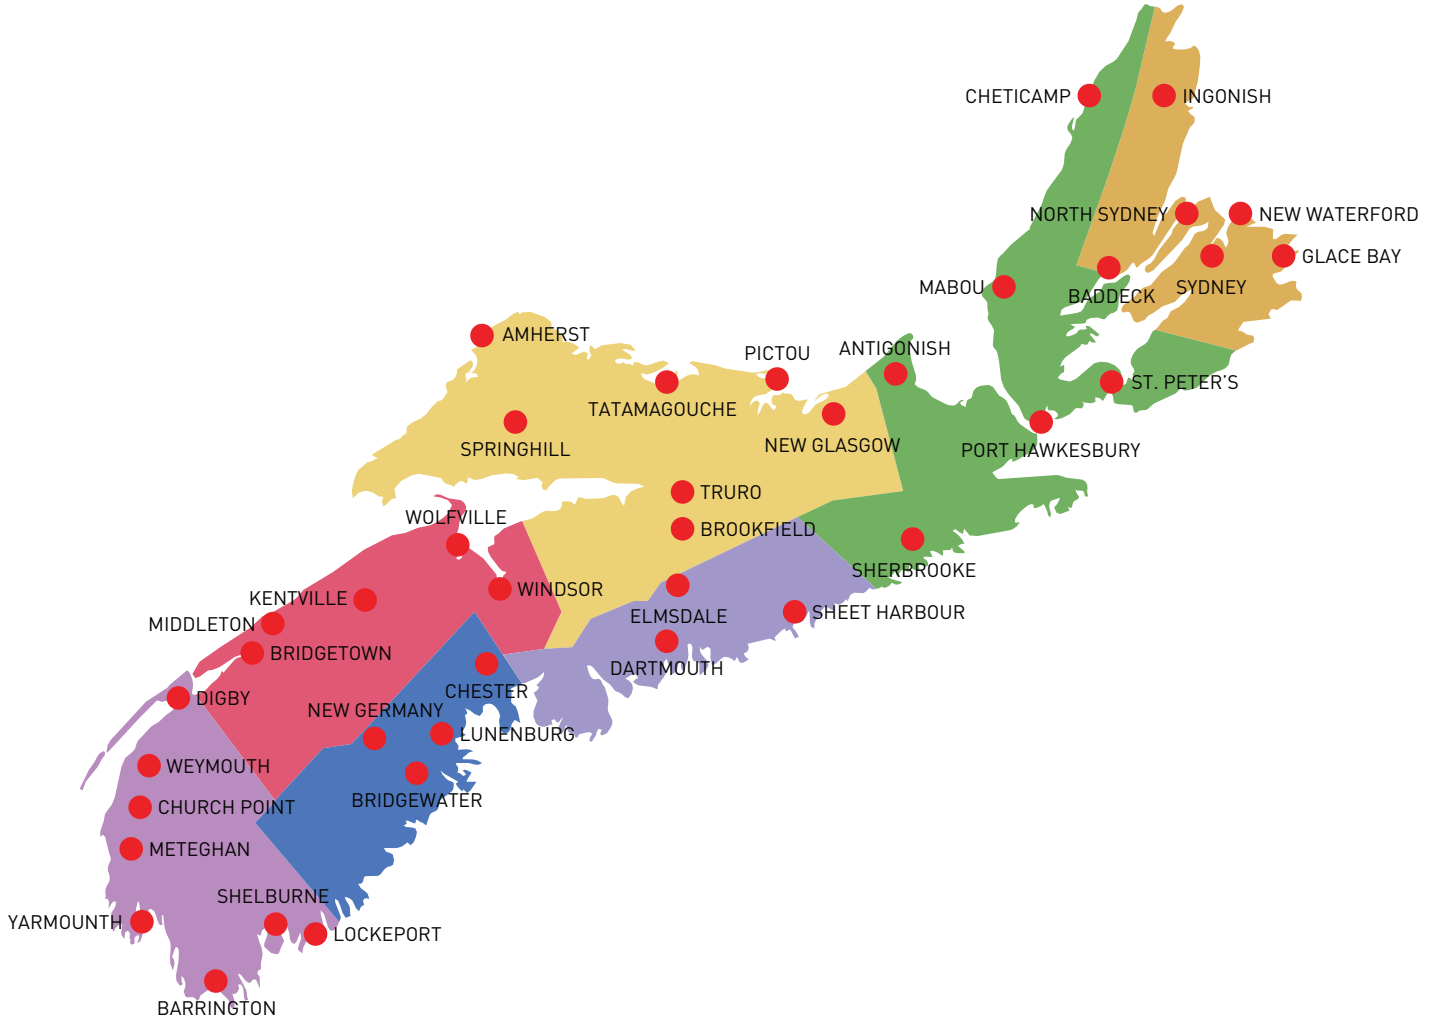 CHETICAMP
INGONISH
NORTH SYDNEY
NEW WATERFORD
GLACE BAY
MABOU
BADDECK
SYDNEY
AMHERST
PICTOU
ANTIGONISH
ST. PETER'S
TATAMAGOUCHE
SPRINGHILL
NEW GLASGOW
PORT HAWKESBURY
TRURO
WOLFVILLE
BROOKFIELD
SHERBROOKE
WINDSOR
KENTVILLE
ELMSDALE
SHEET HARBOUR
MIDDLETON
BRIDGETOWN
DARTMOUTH
DIGBY
CHESTER
NEW GERMANY
LUNENBURG
WEYMOUTH
BRIDGEWATER
CHURCH POINT
METEGHAN
SHELBURNE
YARMOUNTH
LOCKEPORT
BARRINGTON